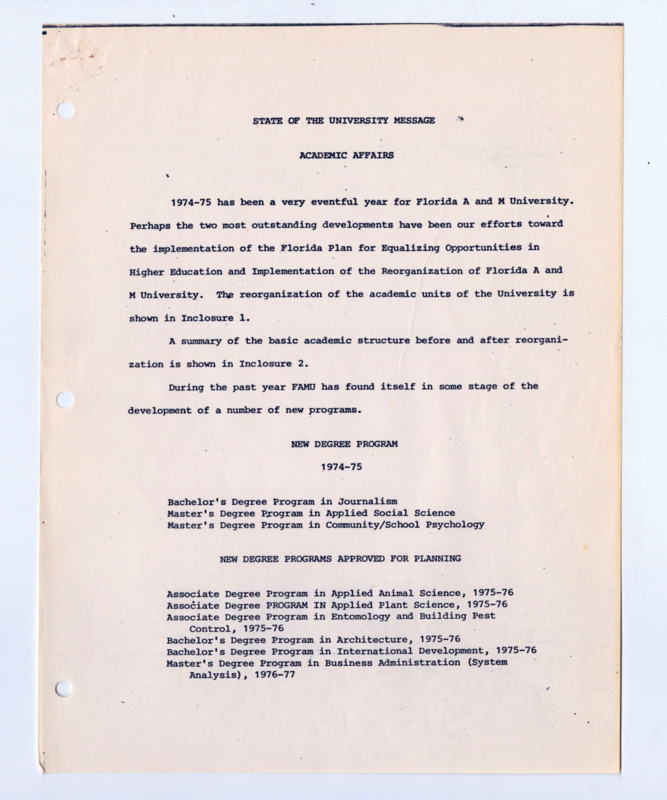 STATE OF THE UNIVERSITY MESSAGE
ACADEMIC AFFAIRS
1974-75 has been a very eventful year for Florida A and M University.
Perhaps the two most outstanding developments have been our efforts toward
the implementation of the Florida Plan for Equalizing Opportunities in
Higher Education and Implementation of the Reorganization of Florida A and
M University. The reorganization of the academic units of the University is
shown in Inclosure 1.
A summary of the basic academic structure before and after reorgani-
zation is shown in Inclosure 2.
During the past year FAMU has found itself in some stage of the
development of a number of new programs.
NEW DEGREE PROGRAM
1974-75
Bachelor's Degree Program in Journalism
Master's Degree Program in Applied Social Science
Master's Degree Program in Community/School Psychology
NEW DEGREE PROGRAMS APPROVED FOR PLANNING
Associate Degree Program in Applied Animal Science, 1975-76
Associate Degree PROGRAM IN Applied Plant Science, 1975-76
Associate Degree Program in Entomology and Building Pest
Control, 1975-76
Bachelor's Degree Program in Architecture, 1975-76
Bachelor's Degree Program in International Development, 1975-76
Master's Degree Program in Business Administration (System
Analysis), 1976-77